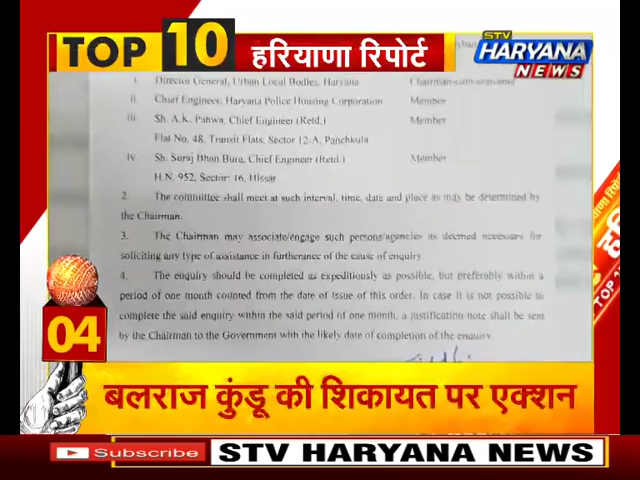 TOP 10 हरियाणा रिपोर्ट
STV
HARYANA
NEWS
i. Director General, Urban Local Bodies, Haryana Chairman-cum-convenor
ii. Chief Engineer, Haryana Police Housing Corporation Member
iii. Sh. A.K. Pahwa, Chief Engineer (Retd.) Member
Flat No. 48, Transit Flats, Sector 12-A, Panchkula
iv. Sh. Suraj Bhan Bura, Chief Engineer (Retd.) Member
H.N. 952, Sector: 16, Hissar
2. The committee shall meet at such interval, time, date and place as may be determined by
the Chairman.
3. The Chairman may associate/engage such persons/agencies as deemed necessary for
soliciting any type of assistance in furtherance of the cause of enquiry
4. The enquiry should be completed as expeditiously as possible, but preferably within a
period of one month counted from the date of issue of this order. In case it is not possible to
complete the said enquiry within the said period of one month, a justification note shall be sent
by the Chairman to the Government with the likely date of completion of the enquiry.
04
बलराज कुंडू की शिकायत पर एक्शन
Subscribe STV HARYANA NEWS